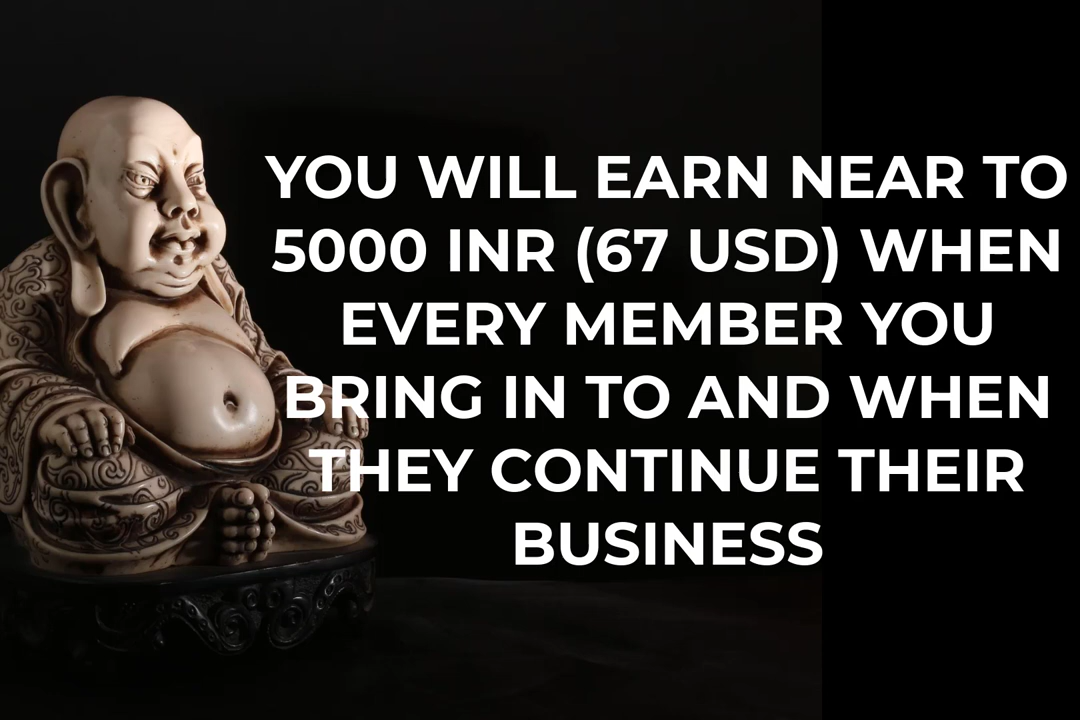 YOU WILL EARN NEAR TO
5000 INR (67 USD) WHEN
EVERY MEMBER YOU
BRING IN TO AND WHEN
THEY CONTINUE THEIR
BUSINESS